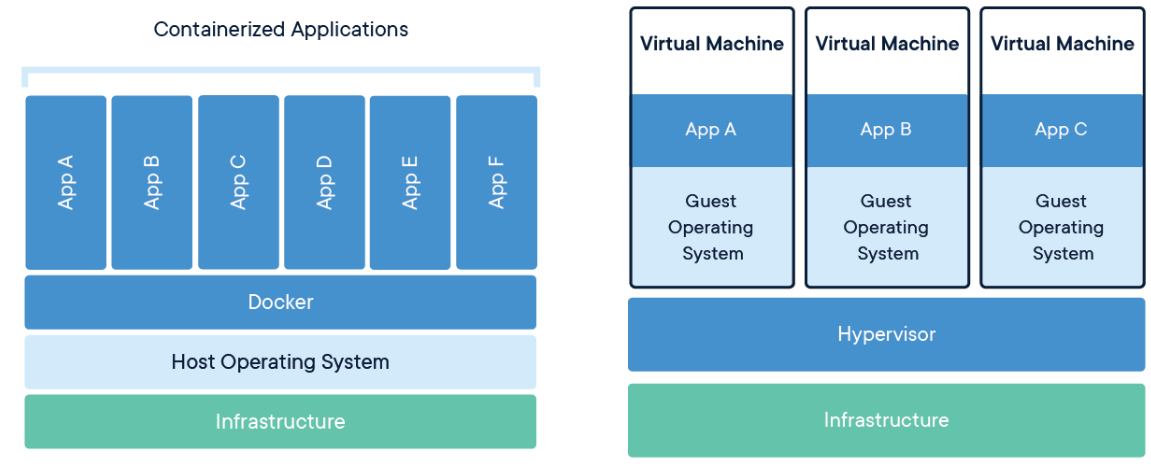 Containerized Applications
App A
App B
App C
App D
App E
App F
Docker
Host Operating System
Infrastructure
Virtual Machine
App A
Guest
Operating
System
Virtual Machine
App B
Guest
Operating
System
Virtual Machine
App C
Guest
Operating
System
Hypervisor
Infrastructure